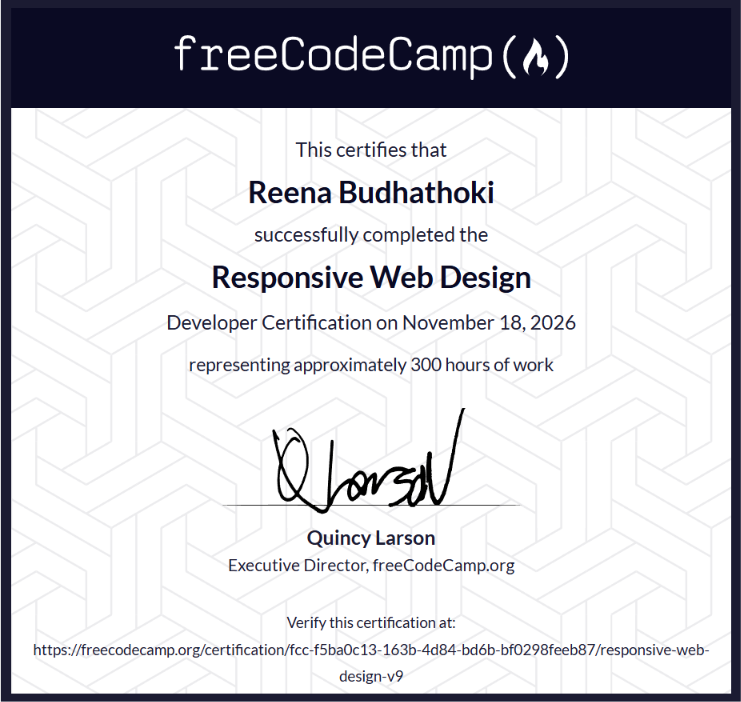 freeCodeCamp
This certifies that
Reena Budhathoki
successfully completed the
Responsive Web Design
Developer Certification on November 18, 2026
representing approximately 300 hours of work
QLarson
Quincy Larson
Executive Director, freeCodeCamp.org
Verify this certification at:
https://freecodecamp.org/certification/fcc-f5ba0c13-163b-4d84-bd6b-bf0298feeb87/responsive-web-
design-v9